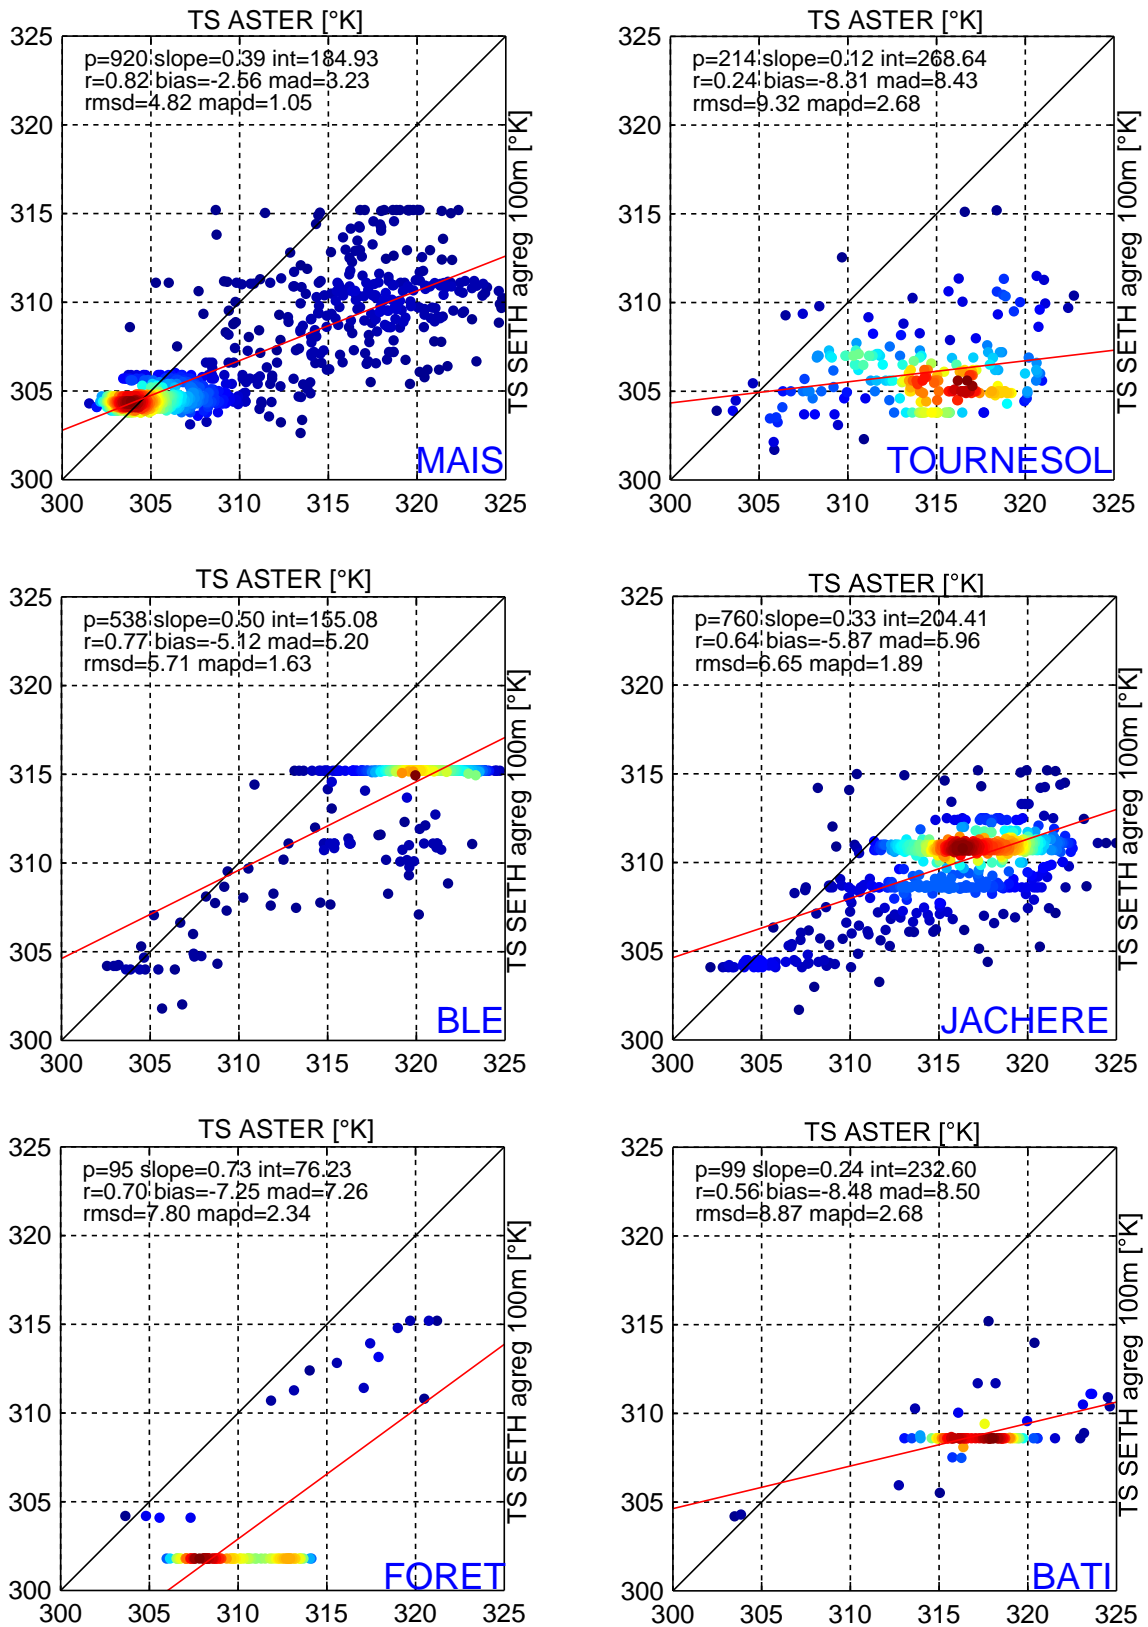 TS ASTER [°K]
325
p=920 slope=0.39 int=184.93
r=0.82 bias=-2.56 mad=3.23
rmsd=4.82 mapd=1.05
320
315
310
305
300
MAIS
TS SETH agreg 100m [°K]
300 305 310 315 320 325
TS ASTER [°K]
325
p=214 slope=0.12 int=268.64
r=0.24 bias=-8.31 mad=8.43
rmsd=9.32 mapd=2.68
320
315
310
305
300
TOURNESOL
TS SETH agreg 100m [°K]
300 305 310 315 320 325
TS ASTER [°K]
325
p=538 slope=0.50 int=155.08
r=0.77 bias=-5.12 mad=5.20
rmsd=5.71 mapd=1.63
320
315
310
305
300
BLE
TS SETH agreg 100m [°K]
300 305 310 315 320 325
TS ASTER [°K]
325
p=760 slope=0.33 int=204.41
r=0.64 bias=-5.87 mad=5.96
rmsd=6.65 mapd=1.89
320
315
310
305
300
JACHERE
TS SETH agreg 100m [°K]
300 305 310 315 320 325
TS ASTER [°K]
325
p=95 slope=0.73 int=76.23
r=0.70 bias=-7.25 mad=7.26
rmsd=7.80 mapd=2.34
320
315
310
305
300
FORET
TS SETH agreg 100m [°K]
300 305 310 315 320 325
TS ASTER [°K]
325
p=99 slope=0.24 int=232.60
r=0.56 bias=-8.48 mad=8.50
rmsd=8.87 mapd=2.68
320
315
310
305
300
BATI
TS SETH agreg 100m [°K]
300 305 310 315 320 325